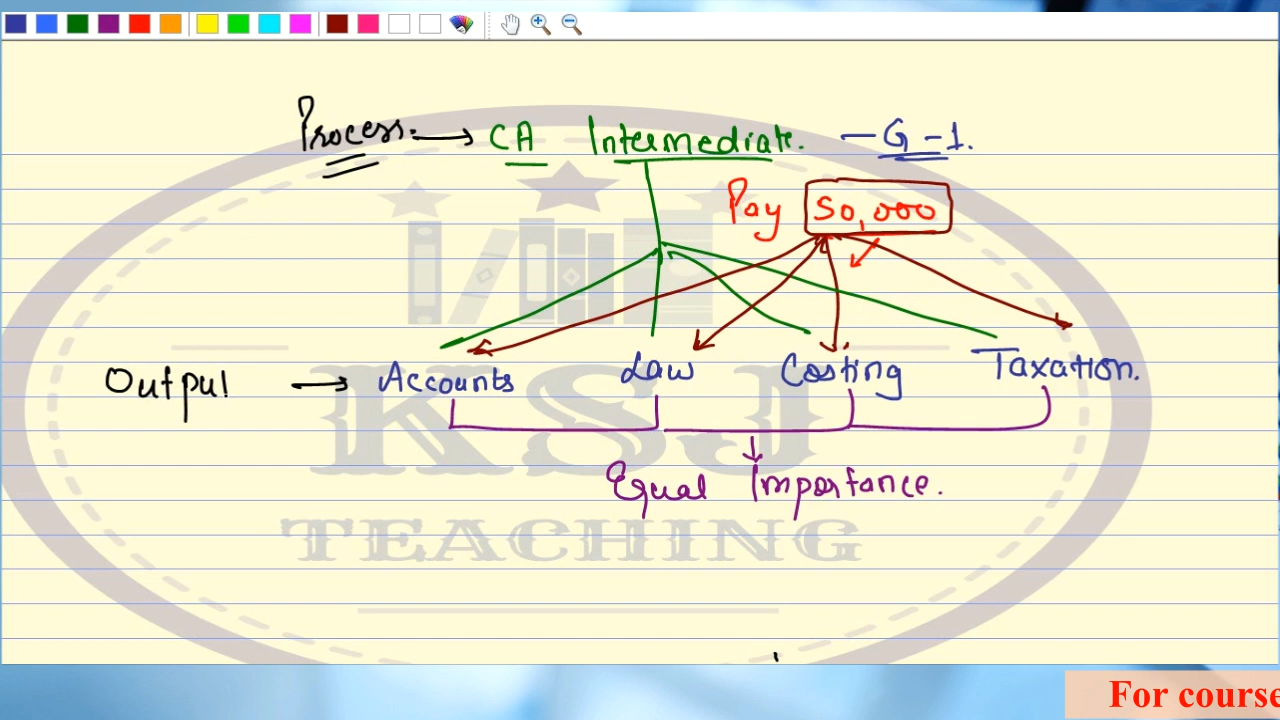 Process. → CA Intermediate. - G-1.
Pay 50,000
Output → Accounts Law Costing Taxation.
Equal Importance.
KSJ
TEACHING
For course